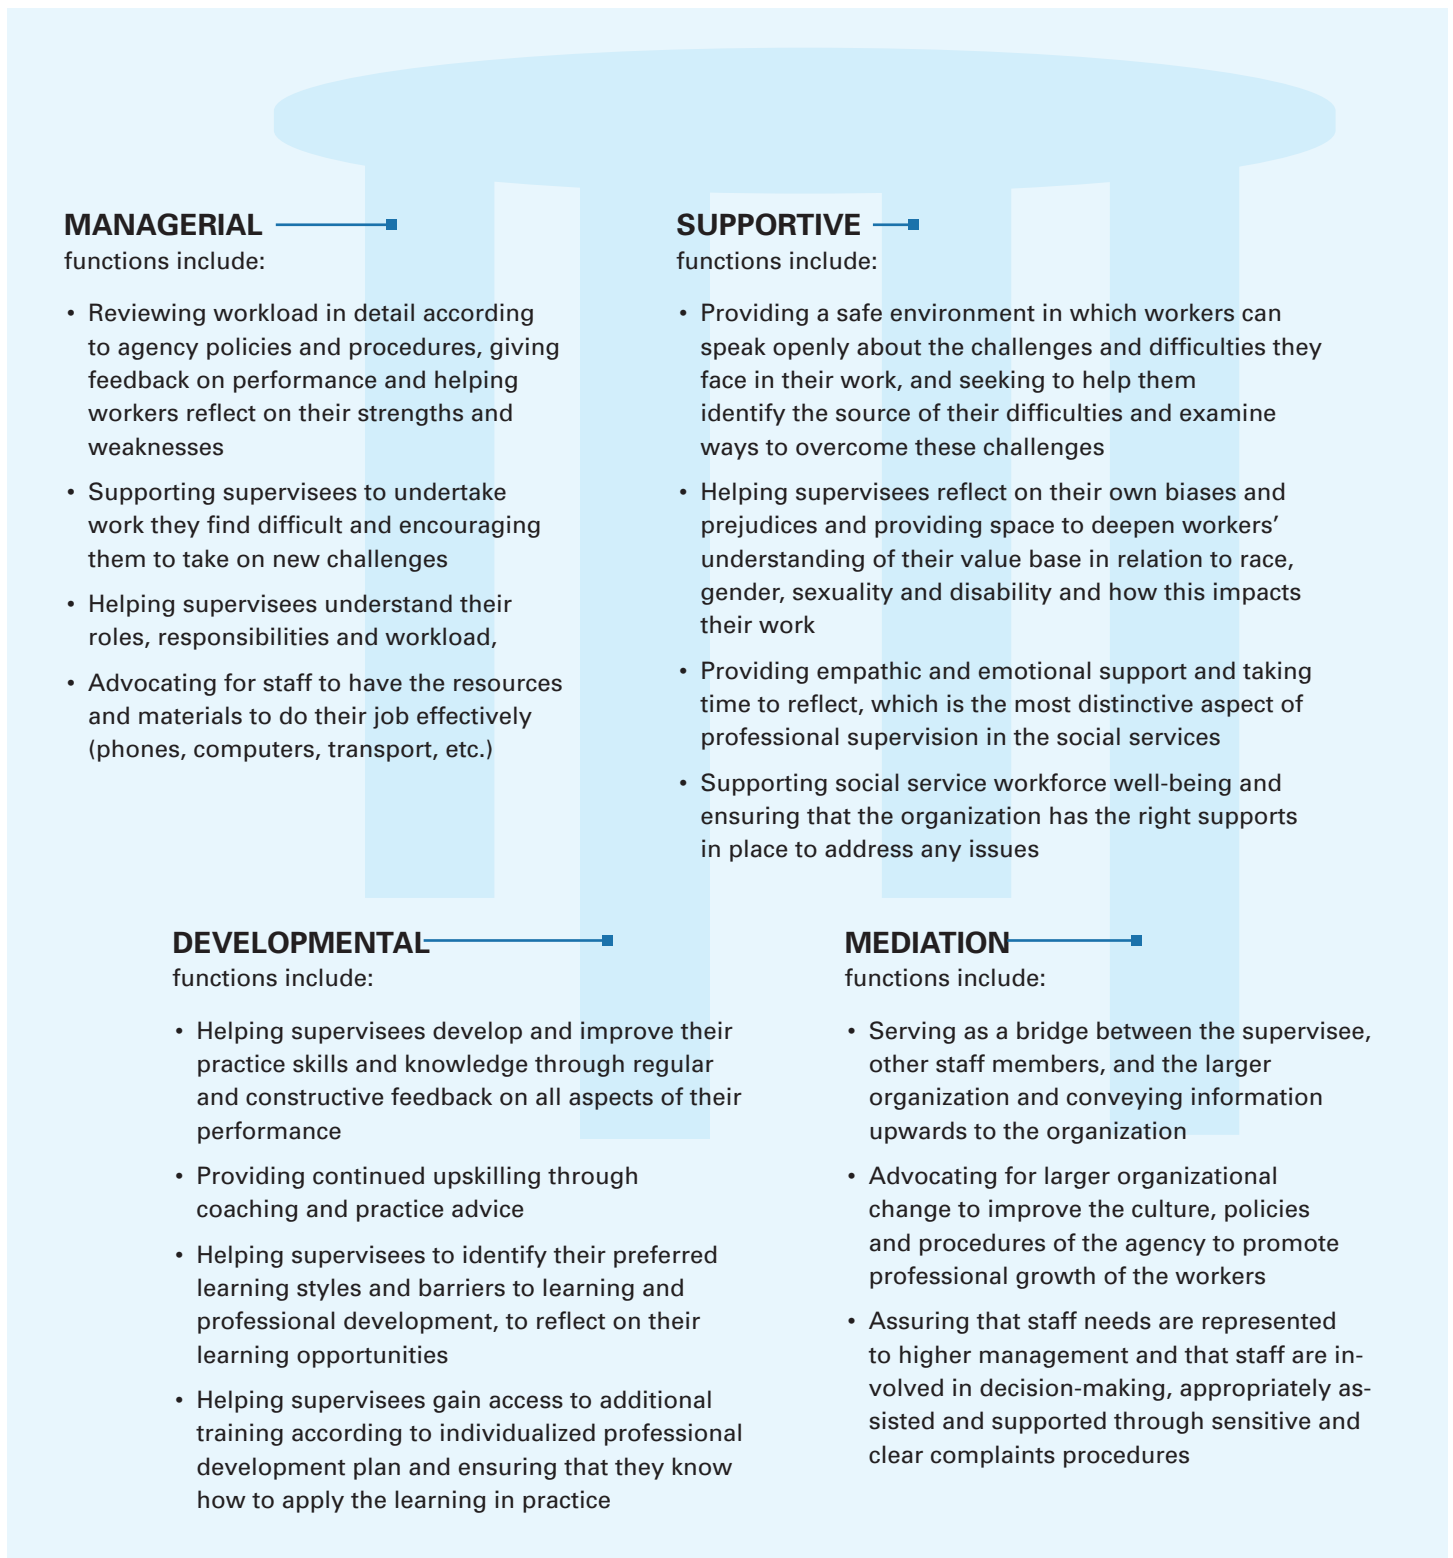 MANAGERIAL
functions include:
• Reviewing workload in detail according
to agency policies and procedures, giving
feedback on performance and helping
workers reflect on their strengths and
weaknesses
• Supporting supervisees to undertake
work they find difficult and encouraging
them to take on new challenges
• Helping supervisees understand their
roles, responsibilities and workload,
• Advocating for staff to have the resources
and materials to do their job effectively
(phones, computers, transport, etc.)
SUPPORTIVE
functions include:
• Providing a safe environment in which workers can
speak openly about the challenges and difficulties they
face in their work, and seeking to help them
identify the source of their difficulties and examine
ways to overcome these challenges
• Helping supervisees reflect on their own biases and
prejudices and providing space to deepen workers’
understanding of their value base in relation to race,
gender, sexuality and disability and how this impacts
their work
• Providing empathic and emotional support and taking
time to reflect, which is the most distinctive aspect of
professional supervision in the social services
• Supporting social service workforce well-being and
ensuring that the organization has the right supports
in place to address any issues
DEVELOPMENTAL
functions include:
• Helping supervisees develop and improve their
practice skills and knowledge through regular
and constructive feedback on all aspects of their
performance
• Providing continued upskilling through
coaching and practice advice
• Helping supervisees to identify their preferred
learning styles and barriers to learning and
professional development, to reflect on their
learning opportunities
• Helping supervisees gain access to additional
training according to individualized professional
development plan and ensuring that they know
how to apply the learning in practice
MEDIATION
functions include:
• Serving as a bridge between the supervisee,
other staff members, and the larger
organization and conveying information
upwards to the organization
• Advocating for larger organizational
change to improve the culture, policies
and procedures of the agency to promote
professional growth of the workers
• Assuring that staff needs are represented
to higher management and that staff are in-
volved in decision-making, appropriately as-
sisted and supported through sensitive and
clear complaints procedures